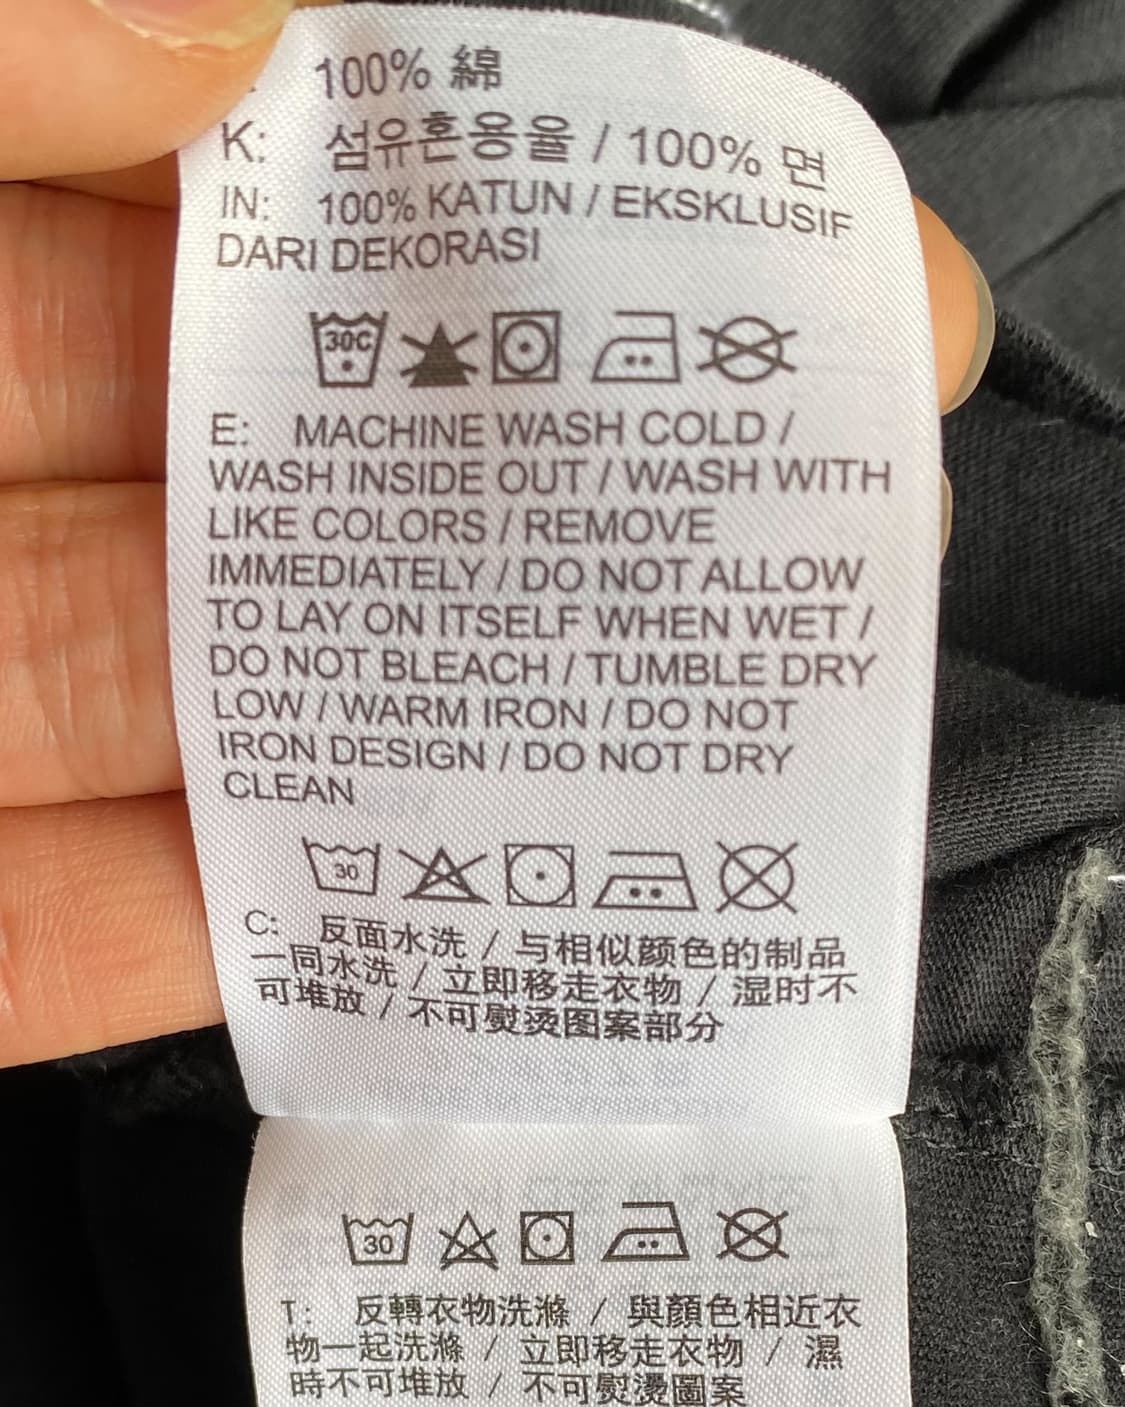 100% 綿
K: 섬유혼용율 / 100% 면
IN: 100% KATUN / EKSKLUSIF
DARI DEKORASI
30C
E: MACHINE WASH COLD /
WASH INSIDE OUT / WASH WITH
LIKE COLORS / REMOVE
IMMEDIATELY / DO NOT ALLOW
TO LAY ON ITSELF WHEN WET /
DO NOT BLEACH / TUMBLE DRY
LOW / WARM IRON / DO NOT
IRON DESIGN / DO NOT DRY
CLEAN
30
C: 反面水洗 / 与相似颜色的制品
一同水洗 / 立即移走衣物 / 湿时不
可堆放 / 不可熨烫图案部分
30
T: 反轉衣物洗滌 / 與顏色相近衣
物一起洗滌 / 立即移走衣物 / 濕
時不可堆放 / 不可熨燙圖案